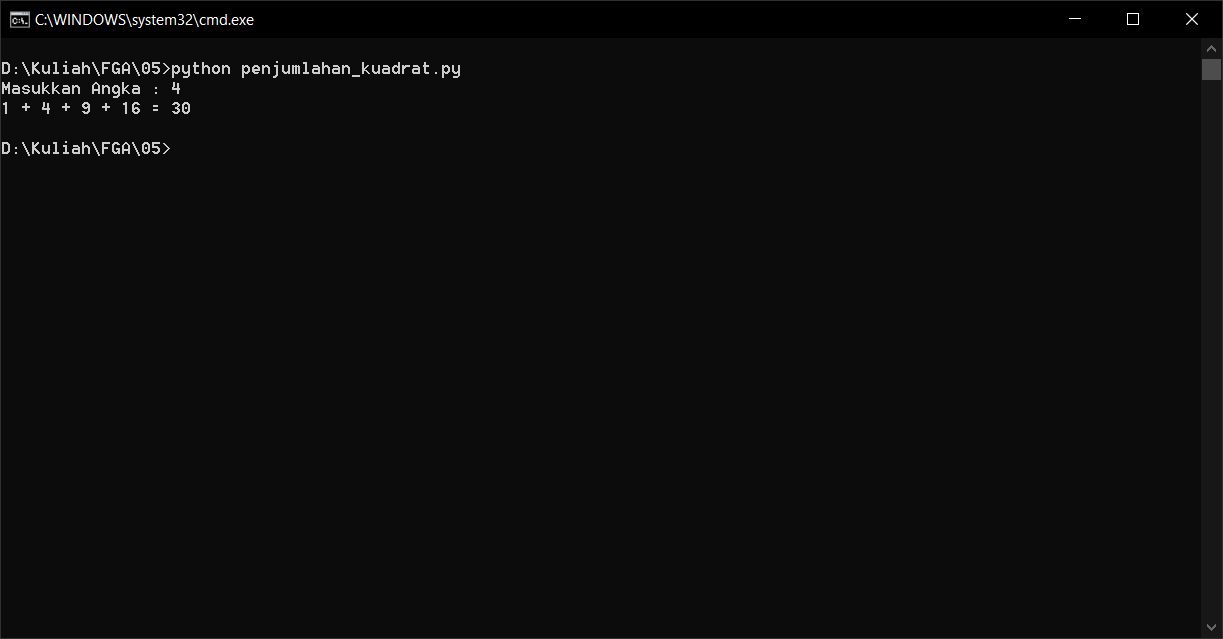 C:\WINDOWS\system32\cmd.exe
D:\Kuliah\FGA\05>python penjumlahan_kuadrat.py
Masukkan Angka : 4
1 + 4 + 9 + 16 = 30
D:\Kuliah\FGA\05>